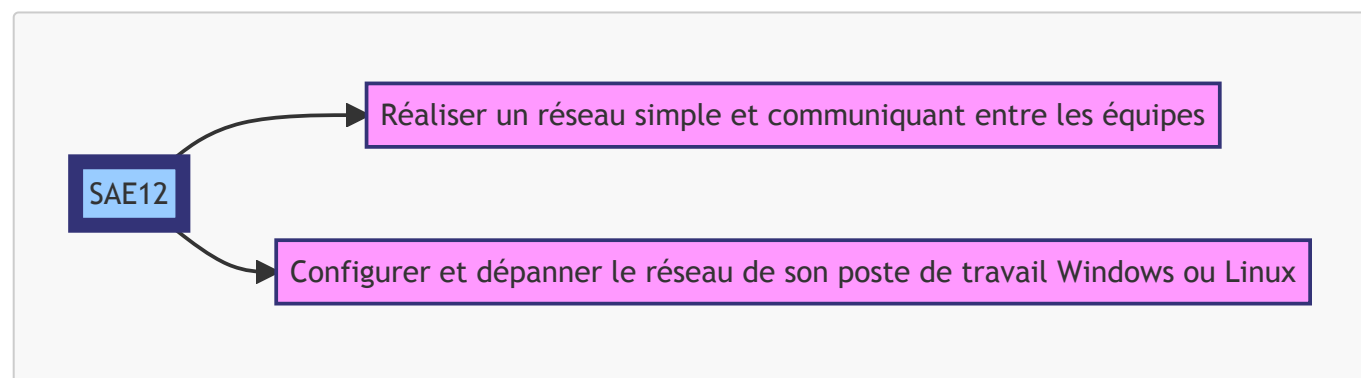 Réaliser un réseau simple et communiquant entre les équipes
SAE12
Configurer et dépanner le réseau de son poste de travail Windows ou Linux